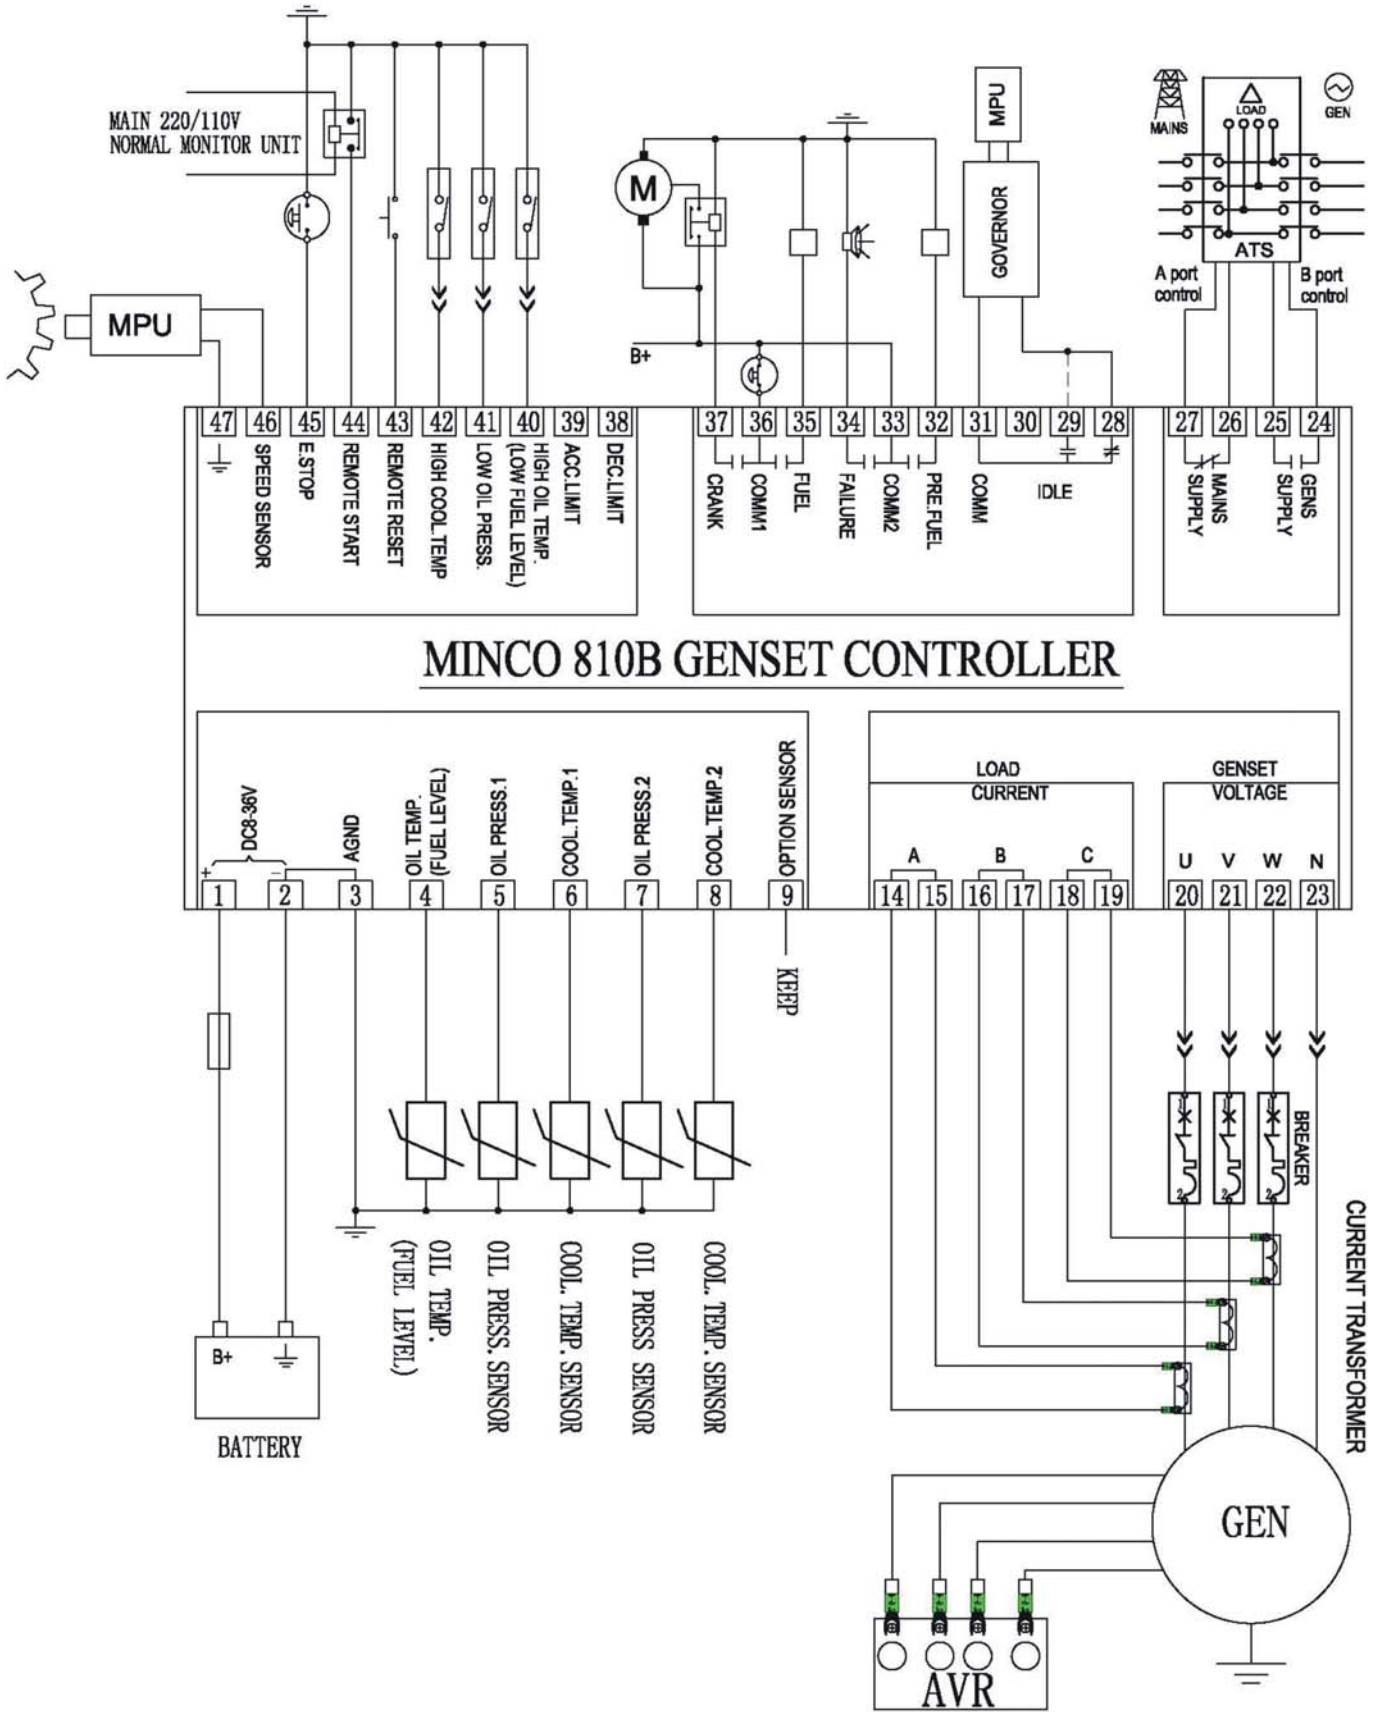 MAIN 220/110V
NORMAL MONITOR UNIT
MPU
M
B+
MPU
GOVERNOR
MAINS
LOAD
GEN
ATS
A port
control
B port
control
47
46
45
44
43
42
41
40
39
38
37
36
35
34
33
32
31
30
29
28
27
26
25
24
SPEED SENSOR
E.STOP
REMOTE START
REMOTE RESET
HIGH COOL.TEMP
LOW OIL PRESS.
HIGH OIL TEMP.
(LOW FUEL LEVEL)
ACC.LIMIT
DEC.LIMIT
CRANK
COMM1
FUEL
FAILURE
COMM2
PRE.FUEL
COMM
IDLE
MAINS
SUPPLY
GENS
SUPPLY
MINCO 810B GENSET CONTROLLER
+
DC8-36V
−
AGND
OIL TEMP.
(FUEL LEVEL)
OIL PRESS.1
COOL.TEMP.1
OIL PRESS.2
COOL.TEMP.2
OPTION SENSOR
LOAD
CURRENT
GENSET
VOLTAGE
A
B
C
U
V
W
N
1
2
3
4
5
6
7
8
9
14
15
16
17
18
19
20
21
22
23
KEEP
1
2
1
2
1
2
BREAKER
CURRENT TRANSFORMER
OIL TEMP.
(FUEL LEVEL)
OIL PRESS. SENSOR
COOL. TEMP. SENSOR
OIL PRESS SENSOR
COOL. TEMP. SENSOR
B+
BATTERY
GEN
AVR